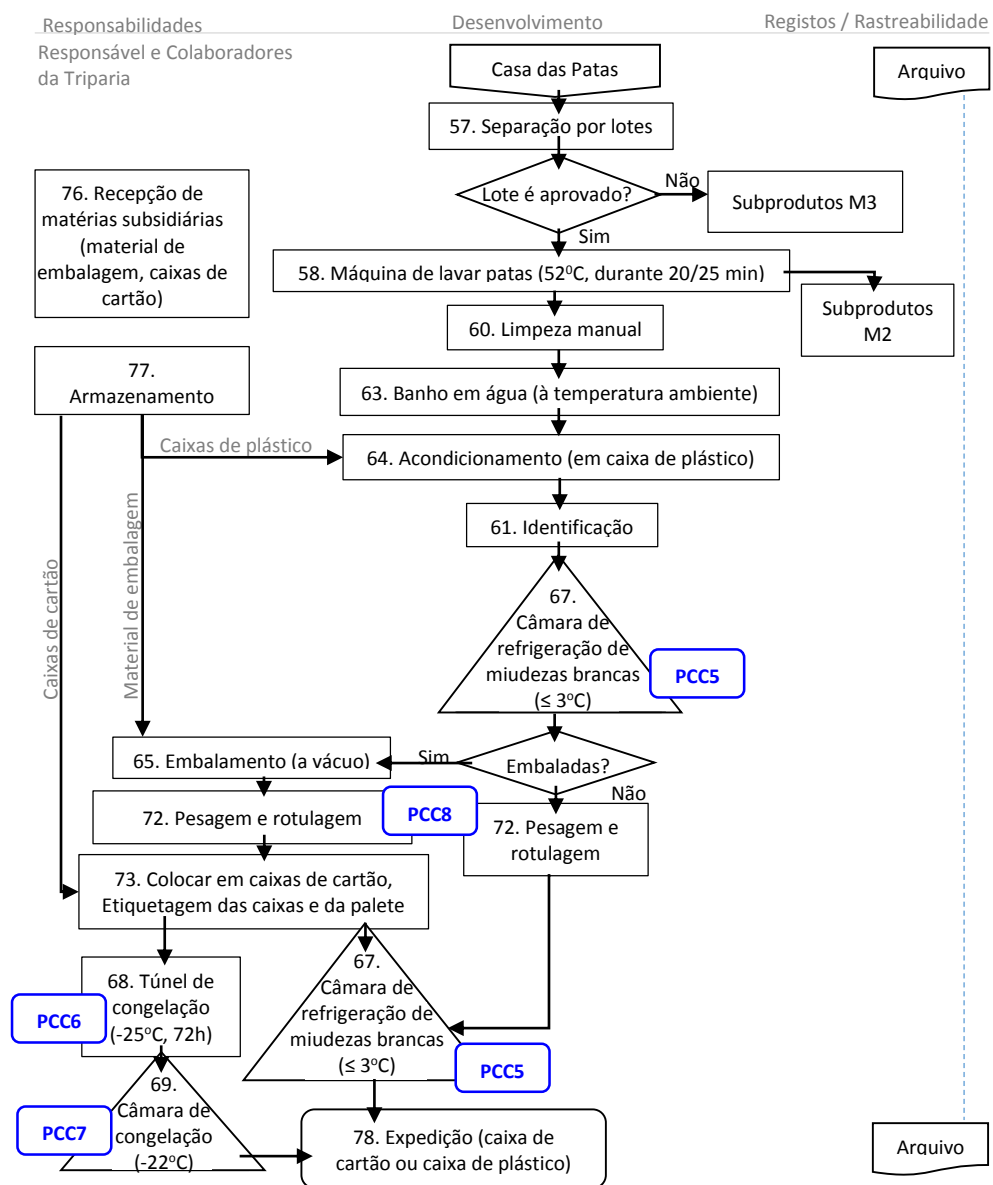 Responsabilidades
Desenvolvimento
Registos / Rastreabilidade
Responsável e Colaboradores
da Triparia
Casa das Patas
Arquivo
57. Separação por lotes
Lote é aprovado?
Não
Subprodutos M3
Sim
76. Recepção de
matérias subsidiárias
(material de
embalagem, caixas de
cartão)
58. Máquina de lavar patas (52⁰C, durante 20/25 min)
Subprodutos
M2
60. Limpeza manual
77.
Armazenamento
63. Banho em água (à temperatura ambiente)
Caixas de plástico
64. Acondicionamento (em caixa de plástico)
61. Identificação
Caixas de cartão
Material de embalagem
67.
Câmara de
refrigeração de
miudezas brancas
(≤ 3ºC)
PCC5
65. Embalamento (a vácuo)
Sim
Embaladas?
Não
72. Pesagem e rotulagem
PCC8
72. Pesagem e
rotulagem
73. Colocar em caixas de cartão,
Etiquetagem das caixas e da palete
68. Túnel de
congelação
(-25ºC, 72h)
PCC6
67.
Câmara de
refrigeração de
miudezas brancas
(≤ 3ºC)
PCC5
69.
Câmara de
congelação
(-22ºC)
PCC7
78. Expedição (caixa de
cartão ou caixa de plástico)
Arquivo